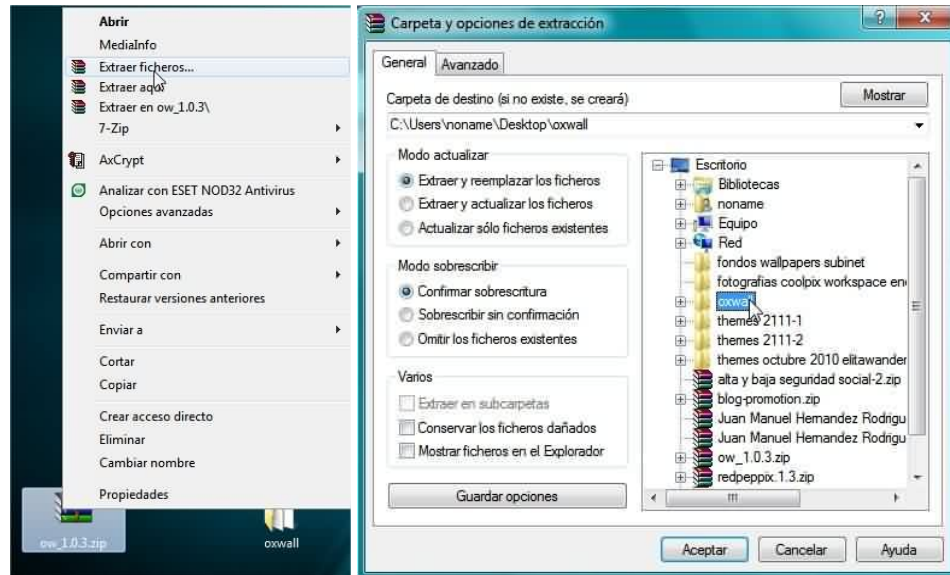 Abrir
MediaInfo
Extraer ficheros...
Extraer aquí
Extraer en ow_1.0.3\
7-Zip
AxCrypt
Analizar con ESET NOD32 Antivirus
Opciones avanzadas
Abrir con
Compartir con
Restaurar versiones anteriores
Enviar a
Cortar
Copiar
Crear acceso directo
Eliminar
Cambiar nombre
Propiedades
ow_1.0.3.zip
oxwall
Carpeta y opciones de extracción
General
Avanzado
Carpeta de destino (si no existe, se creará)
Mostrar
C:\Users\noname\Desktop\oxwall
Modo actualizar
Extraer y reemplazar los ficheros
Extraer y actualizar los ficheros
Actualizar sólo ficheros existentes
Modo sobrescribir
Confirmar sobrescritura
Sobrescribir sin confirmación
Omitir los ficheros existentes
Varios
Extraer en subcarpetas
Conservar los ficheros dañados
Mostrar ficheros en el Explorador
Guardar opciones
Escritorio
Bibliotecas
noname
Equipo
Red
fondos wallpapers subinet
fotografias coolpix workspace en
oxwall
themes 2111-1
themes 2111-2
themes octubre 2010 elitawander
alta y baja seguridad social-2.zip
blog-promotion.zip
Juan Manuel Hernandez Rodrigu
Juan Manuel Hernandez Rodrigu
ow_1.0.3.zip
redpeppix.1.3.zip
Aceptar
Cancelar
Ayuda